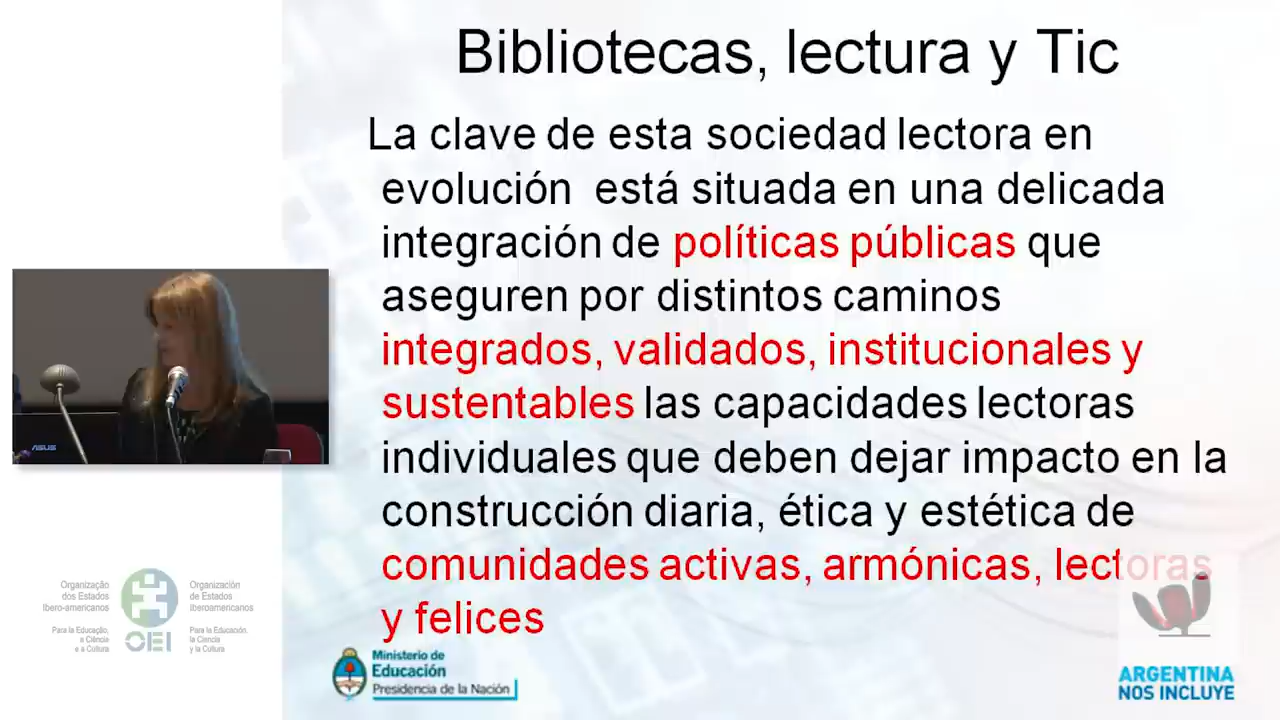 Bibliotecas, lectura y Tic
La clave de esta sociedad lectora en
evolución está situada en una delicada
integración de políticas públicas que
aseguren por distintos caminos
integrados, validados, institucionales y
sustentables las capacidades lectoras
individuales que deben dejar impacto en la
construcción diaria, ética y estética de
comunidades activas, armónicas, lectoras
y felices
ASUS
Organização
dos Estados
Ibero-americanos
Para la Educação,
a Ciência
e a Cultura
OEI
Organización
de Estados
Iberoamericanos
Para la Educación,
la Ciencia
y la Cultura
Ministerio de
Educación
Presidencia de la Nación
ARGENTINA
NOS INCLUYE